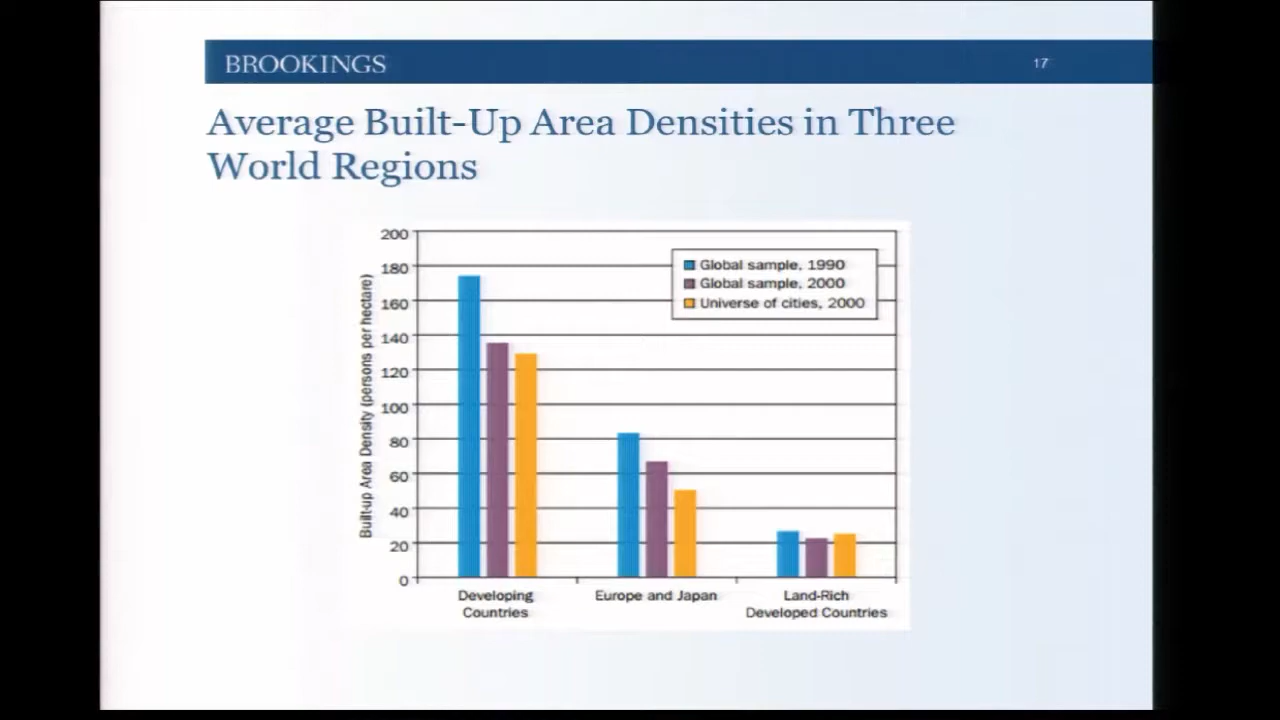 BROOKINGS
17
Average Built-Up Area Densities in Three
World Regions
200
180
160
140
120
100
80
60
40
20
0
Built-up Area Density (persons per hectare)
Global sample, 1990
Global sample, 2000
Universe of cities, 2000
Developing
Countries
Europe and Japan
Land-Rich
Developed Countries